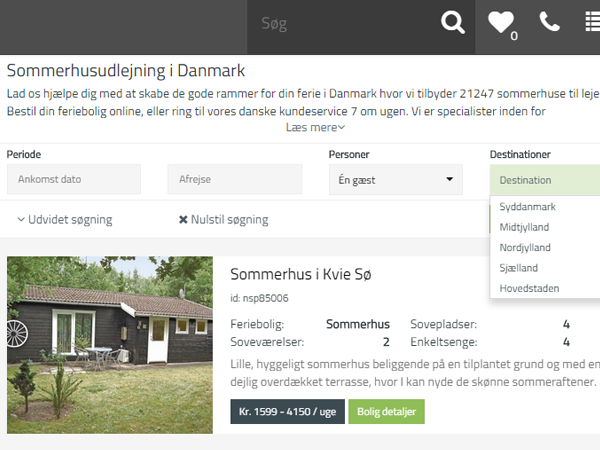 Søg
0
Sommerhusudlejning i Danmark
Lad os hjælpe dig med at skabe de gode rammer for din ferie i Danmark hvor vi tilbyder 21247 sommerhuse til leje
Bestil din feriebolig online, eller ring til vores danske kundeservice 7 om ugen. Vi er specialister inden for
Læs mere
Periode Personer Destinationer
Ankomst dato Afrejse Én gæst Destination
Udvidet søgning Nulstil søgning
Syddanmark
Midtjylland
Nordjylland
Sjælland
Hovedstaden
Sommerhus i Kvie Sø
id: nsp85006
Feriebolig: Sommerhus Sovepladser: 4
Soveværelser: 2 Enkeltsenge: 4
Lille, hyggeligt sommerhus beliggende på en tilplantet grund og med en
dejlig overdækket terrasse, hvor I kan nyde de skønne sommeraftener.
Kr. 1599 - 4150 / uge Bolig detaljer